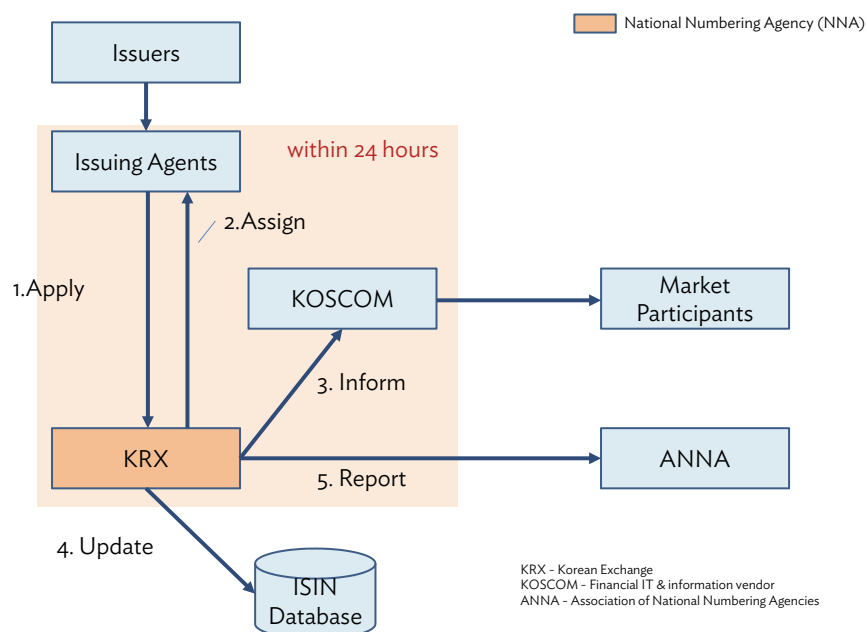 National Numbering Agency (NNA)
Issuers
Issuing Agents
within 24 hours
2.Assign
1.Apply
KOSCOM
Market
Participants
3. Inform
KRX
ANNA
5. Report
4. Update
ISIN
Database
KRX - Korean Exchange
KOSCOM - Financial IT & information vendor
ANNA - Association of National Numbering Agencies